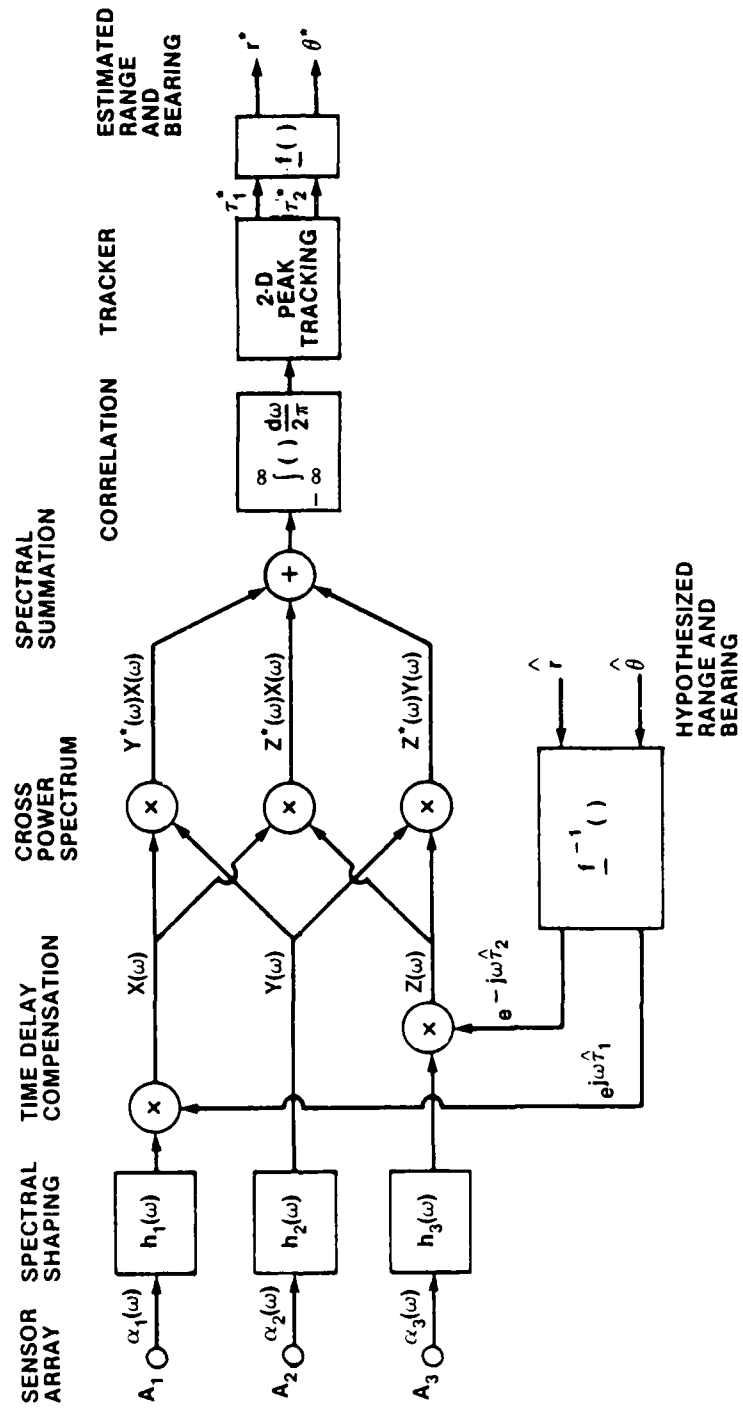 SENSOR
ARRAY
SPECTRAL
SHAPING
TIME DELAY
COMPENSATION
CROSS
POWER
SPECTRUM
SPECTRAL
SUMMATION
CORRELATION
TRACKER
ESTIMATED
RANGE
AND
BEARING
A₁
α₁(ω)
h₁(ω)
×
X(ω)
×
Y*(ω)X(ω)
A₂
α₂(ω)
h₂(ω)
Y(ω)
×
Z*(ω)X(ω)
+
∞
∫ ( ) dω/2π
−∞
2-D
PEAK
TRACKING
τ₁*
τ₂*
f ( )
r*
θ*
A₃
α₃(ω)
h₃(ω)
×
Z(ω)
×
Z*(ω)Y(ω)
e^−jωτ̂₂
e^jωτ̂₁
f⁻¹ ( )
r̂
θ̂
HYPOTHESIZED
RANGE AND
BEARING